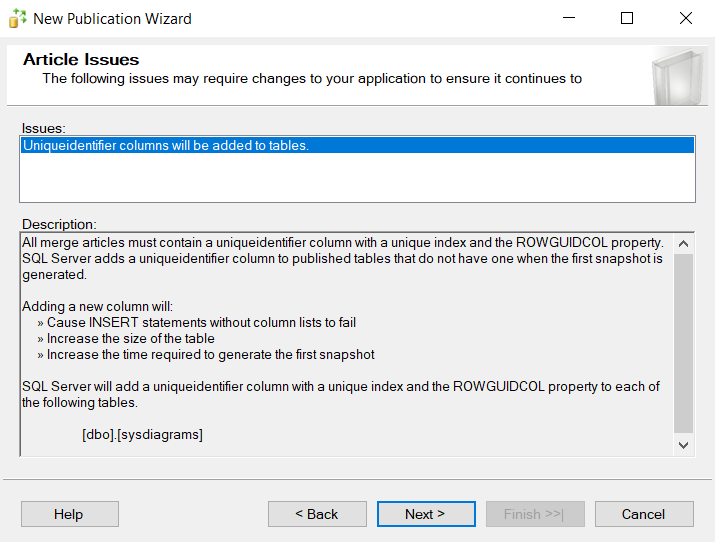 New Publication Wizard
Article Issues
The following issues may require changes to your application to ensure it continues to
Issues:
Uniqueidentifier columns will be added to tables.
Description:
All merge articles must contain a uniqueidentifier column with a unique index and the ROWGUIDCOL property.
SQL Server adds a uniqueidentifier column to published tables that do not have one when the first snapshot is
generated.
Adding a new column will:
» Cause INSERT statements without column lists to fail
» Increase the size of the table
» Increase the time required to generate the first snapshot
SQL Server will add a uniqueidentifier column with a unique index and the ROWGUIDCOL property to each of
the following tables.
[dbo].[sysdiagrams]
Help
< Back
Next >
Finish >>|
Cancel